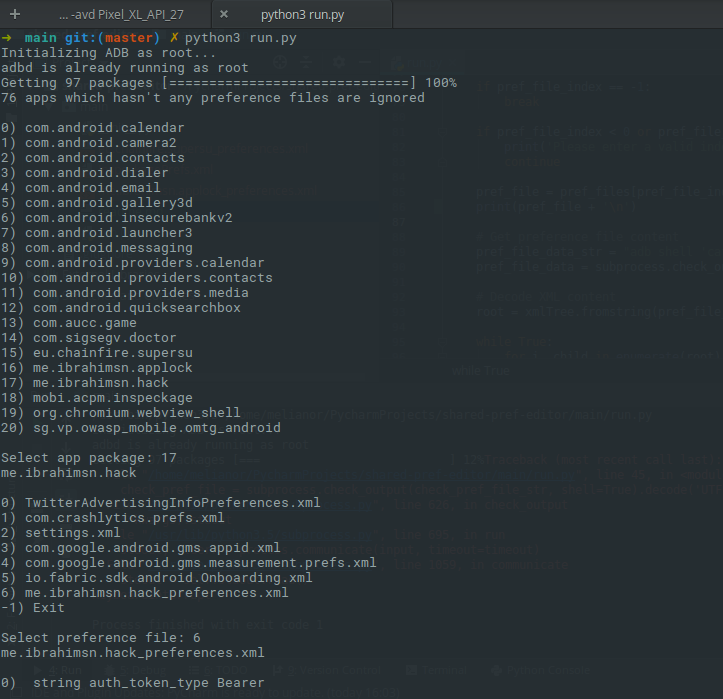 ... -avd Pixel_XL_API_27
python3 run.py
➜ main git:(master) ✗ python3 run.py
Initializing ADB as root...
adbd is already running as root
Getting 97 packages [==============================] 100%
76 apps which hasn't any preference files are ignored
0) com.android.calendar
1) com.android.camera2
2) com.android.contacts
3) com.android.dialer
4) com.android.email
5) com.android.gallery3d
6) com.android.insecurebankv2
7) com.android.launcher3
8) com.android.messaging
9) com.android.providers.calendar
10) com.android.providers.contacts
11) com.android.providers.media
12) com.android.quicksearchbox
13) com.aucc.game
14) com.sigsegv.doctor
15) eu.chainfire.supersu
16) me.ibrahimsn.applock
17) me.ibrahimsn.hack
18) mobi.acpm.inspeckage
19) org.chromium.webview_shell
20) sg.vp.owasp_mobile.omtg_android
Select app package: 17
me.ibrahimsn.hack
0) TwitterAdvertisingInfoPreferences.xml
1) com.crashlytics.prefs.xml
2) settings.xml
3) com.google.android.gms.appid.xml
4) com.google.android.gms.measurement.prefs.xml
5) io.fabric.sdk.android.Onboarding.xml
6) me.ibrahimsn.hack_preferences.xml
-1) Exit
Select preference file: 6
me.ibrahimsn.hack_preferences.xml
0)  string auth_token_type Bearer